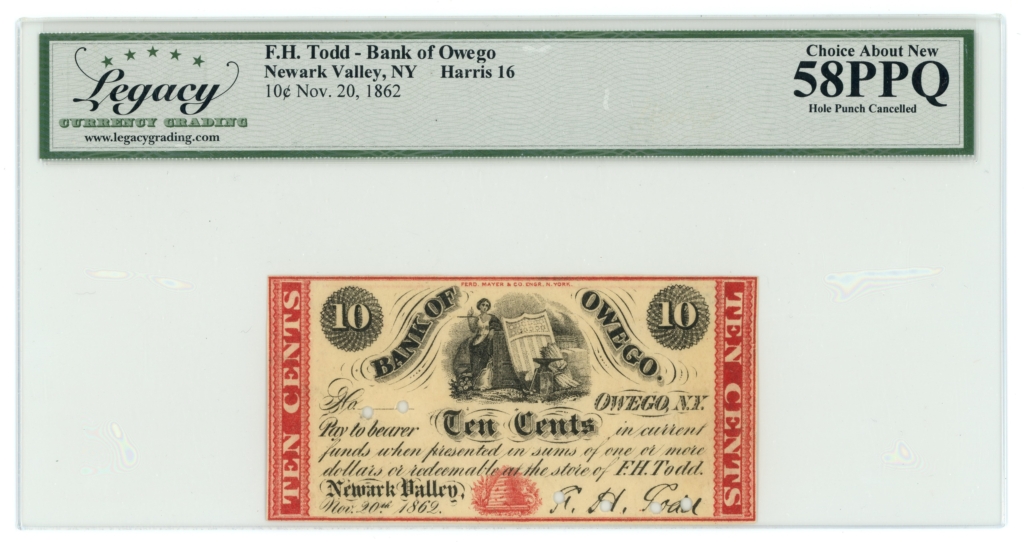 Legacy
CURRENCY GRADING
www.legacygrading.com
F.H. Todd - Bank of Owego
Newark Valley, NY Harris 16
10¢ Nov. 20, 1862
Choice About New
58PPQ
Hole Punch Cancelled
FERD. MAYER & CO. ENGR. N. YORK.
TEN CENTS
10
BANK OF OWEGO.
10
TEN CENTS
No
OWEGO, N.Y.
Pay to bearer Ten Cents in current
funds when presented in sums of one or more
dollars or redeemable at the store of F.H. Todd.
Newark Valley,
Nov. 20th 1862.
F. H. Todd